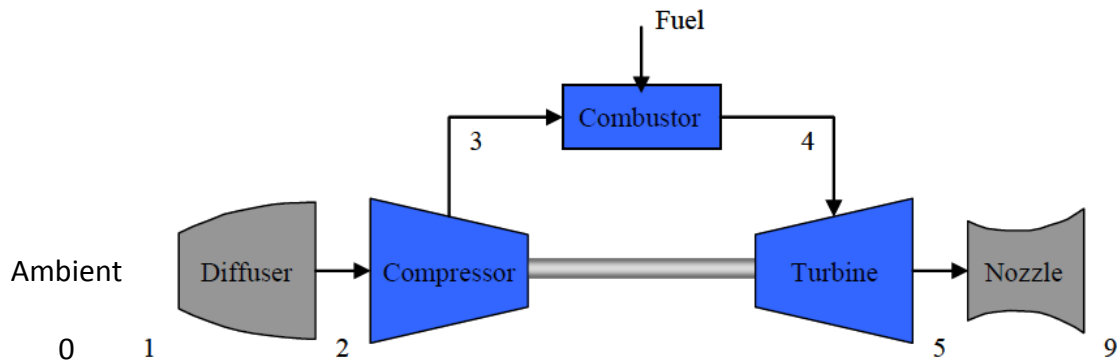 Fuel
Combustor
3
4
Ambient
Diffuser
Compressor
Turbine
Nozzle
0
1
2
5
9